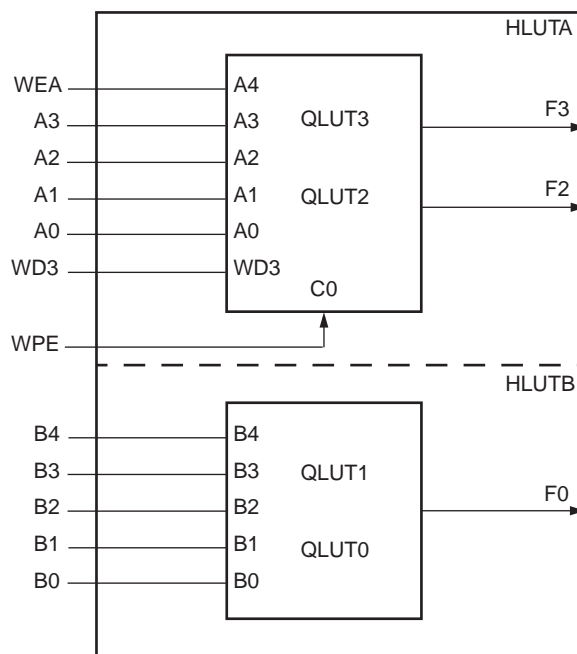 HLUTA
WEA A4
A3 A3 QLUT3 F3
A2 A2
A1 A1 QLUT2 F2
A0 A0
WD3 WD3
C0
WPE
HLUTB
B4 B4
B3 B3 QLUT1
B2 B2 F0
B1 B1 QLUT0
B0 B0